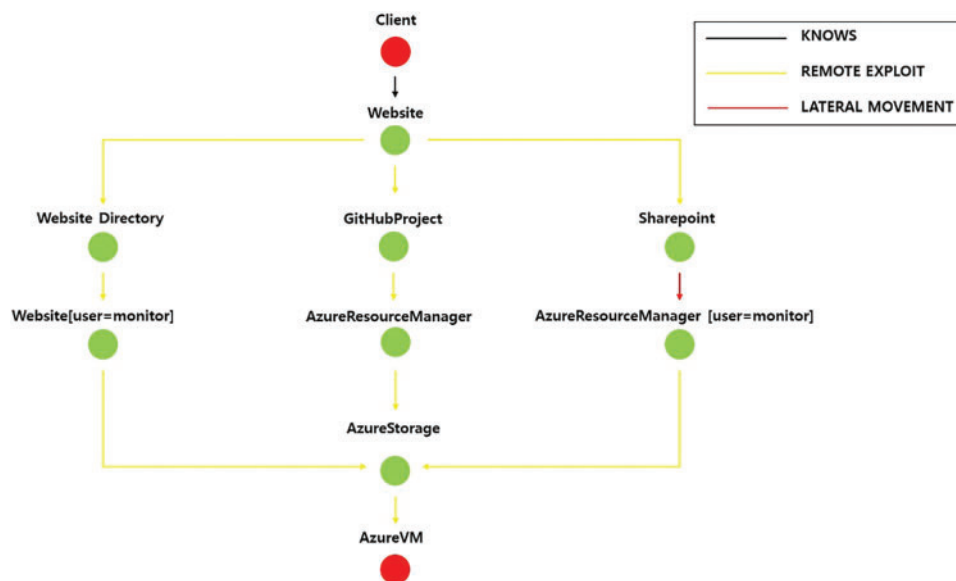 Client
KNOWS
REMOTE EXPLOIT
LATERAL MOVEMENT
Website
Website Directory
GitHubProject
Sharepoint
Website[user=monitor]
AzureResourceManager
AzureResourceManager [user=monitor]
AzureStorage
AzureVM